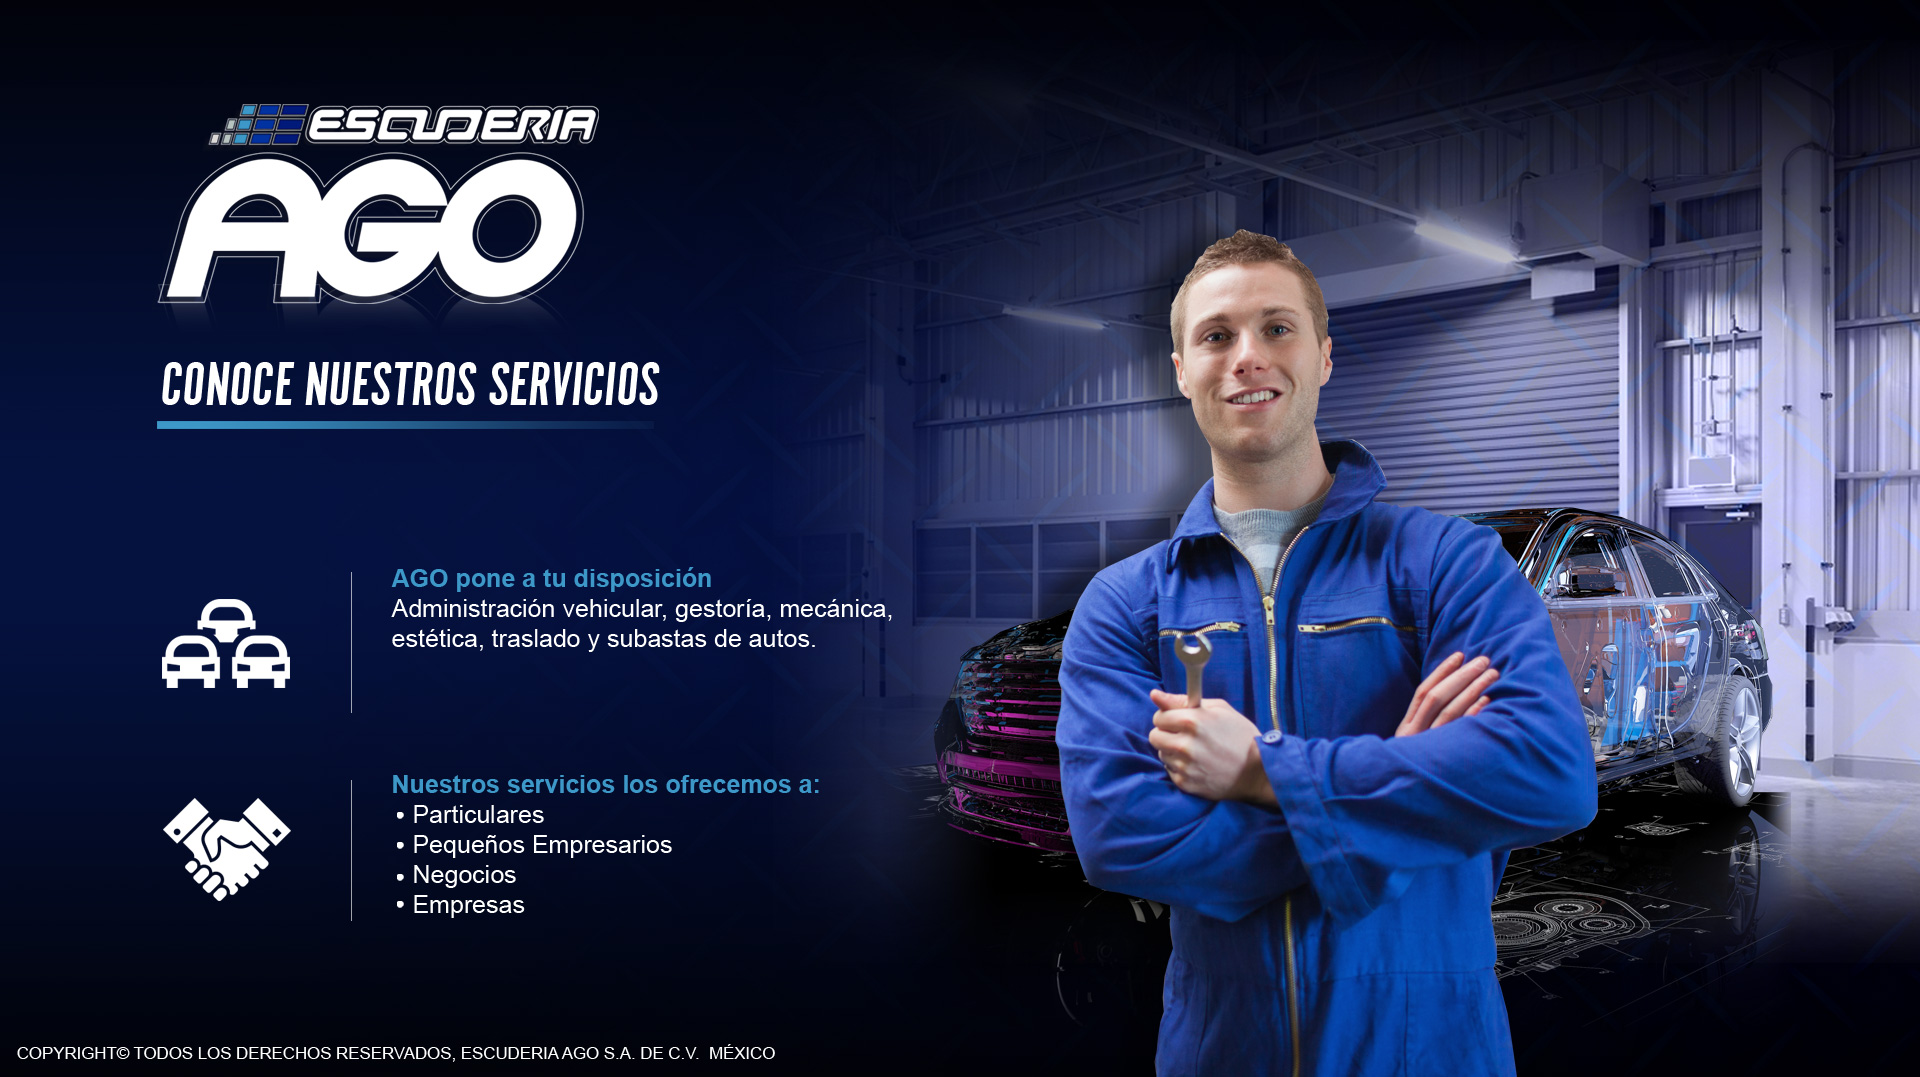 ESCUDERIA
AGO
CONOCE NUESTROS SERVICIOS
AGO pone a tu disposición
Administración vehicular, gestoría, mecánica,
estética, traslado y subastas de autos.
Nuestros servicios los ofrecemos a:
• Particulares
• Pequeños Empresarios
• Negocios
• Empresas
COPYRIGHT© TODOS LOS DERECHOS RESERVADOS, ESCUDERIA AGO S.A. DE C.V. MÉXICO